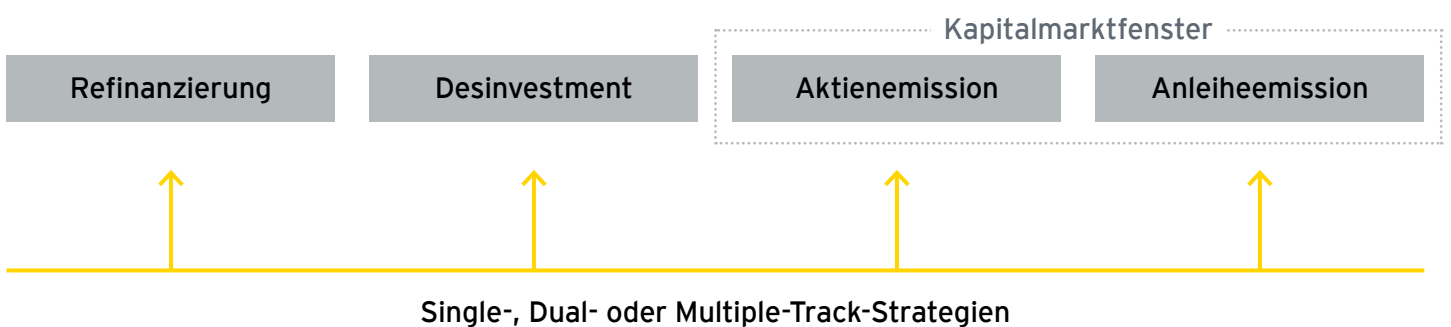 Kapitalmarktfenster
Refinanzierung
Desinvestment
Aktienemission
Anleiheemission
Single-, Dual- oder Multiple-Track-Strategien